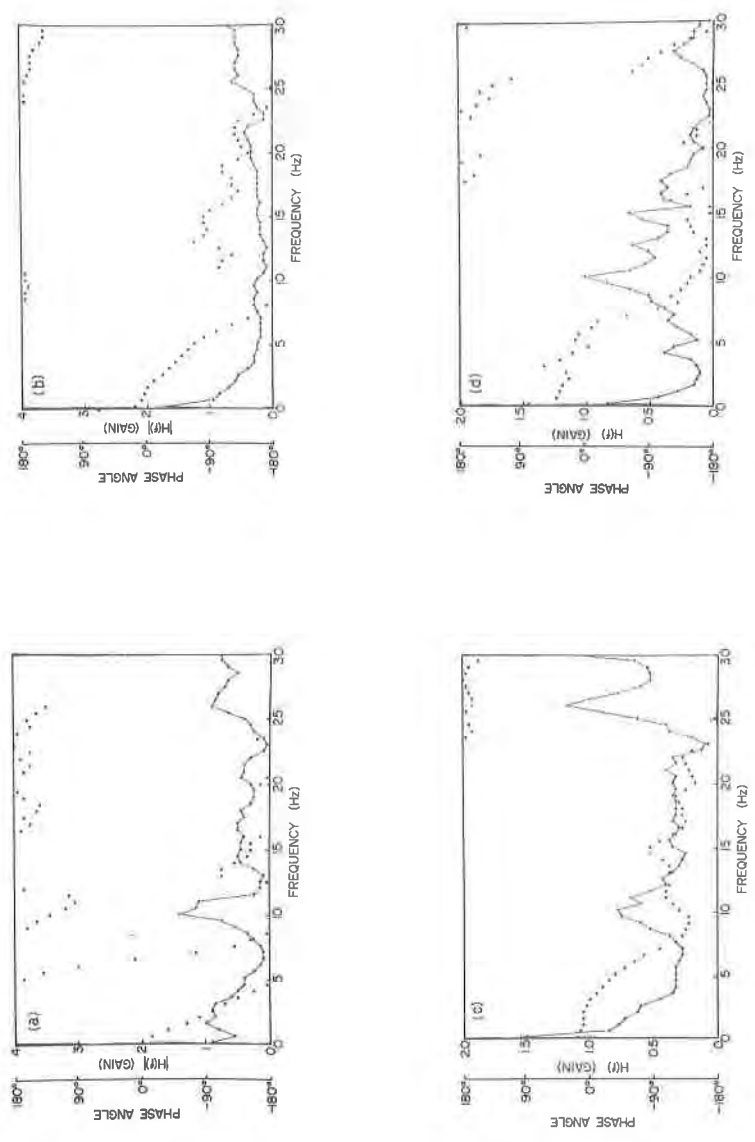 (a)
180°
90°
0°
-90°
-180°
PHASE ANGLE
4
3
2
1
0
|H(f)| (GAIN)
0 5 10 15 20 25 30
FREQUENCY (Hz)
(b)
180°
90°
0°
-90°
-180°
PHASE ANGLE
4
3
2
1
0
|H(f)| (GAIN)
0 5 10 15 20 25 30
FREQUENCY (Hz)
(c)
180°
90°
0°
-90°
-180°
PHASE ANGLE
2.0
1.5
1.0
0.5
0
H(f) (GAIN)
0 5 10 15 20 25 30
FREQUENCY (Hz)
(d)
180°
90°
0°
-90°
-180°
PHASE ANGLE
2.0
1.5
1.0
0.5
0
H(f) (GAIN)
0 5 10 15 20 25 30
FREQUENCY (Hz)